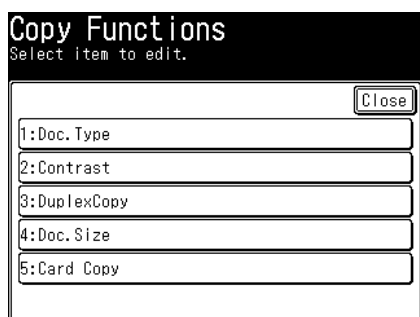 Copy Functions
Select item to edit.
Close
1:Doc.Type
2:Contrast
3:DuplexCopy
4:Doc.Size
5:Card Copy